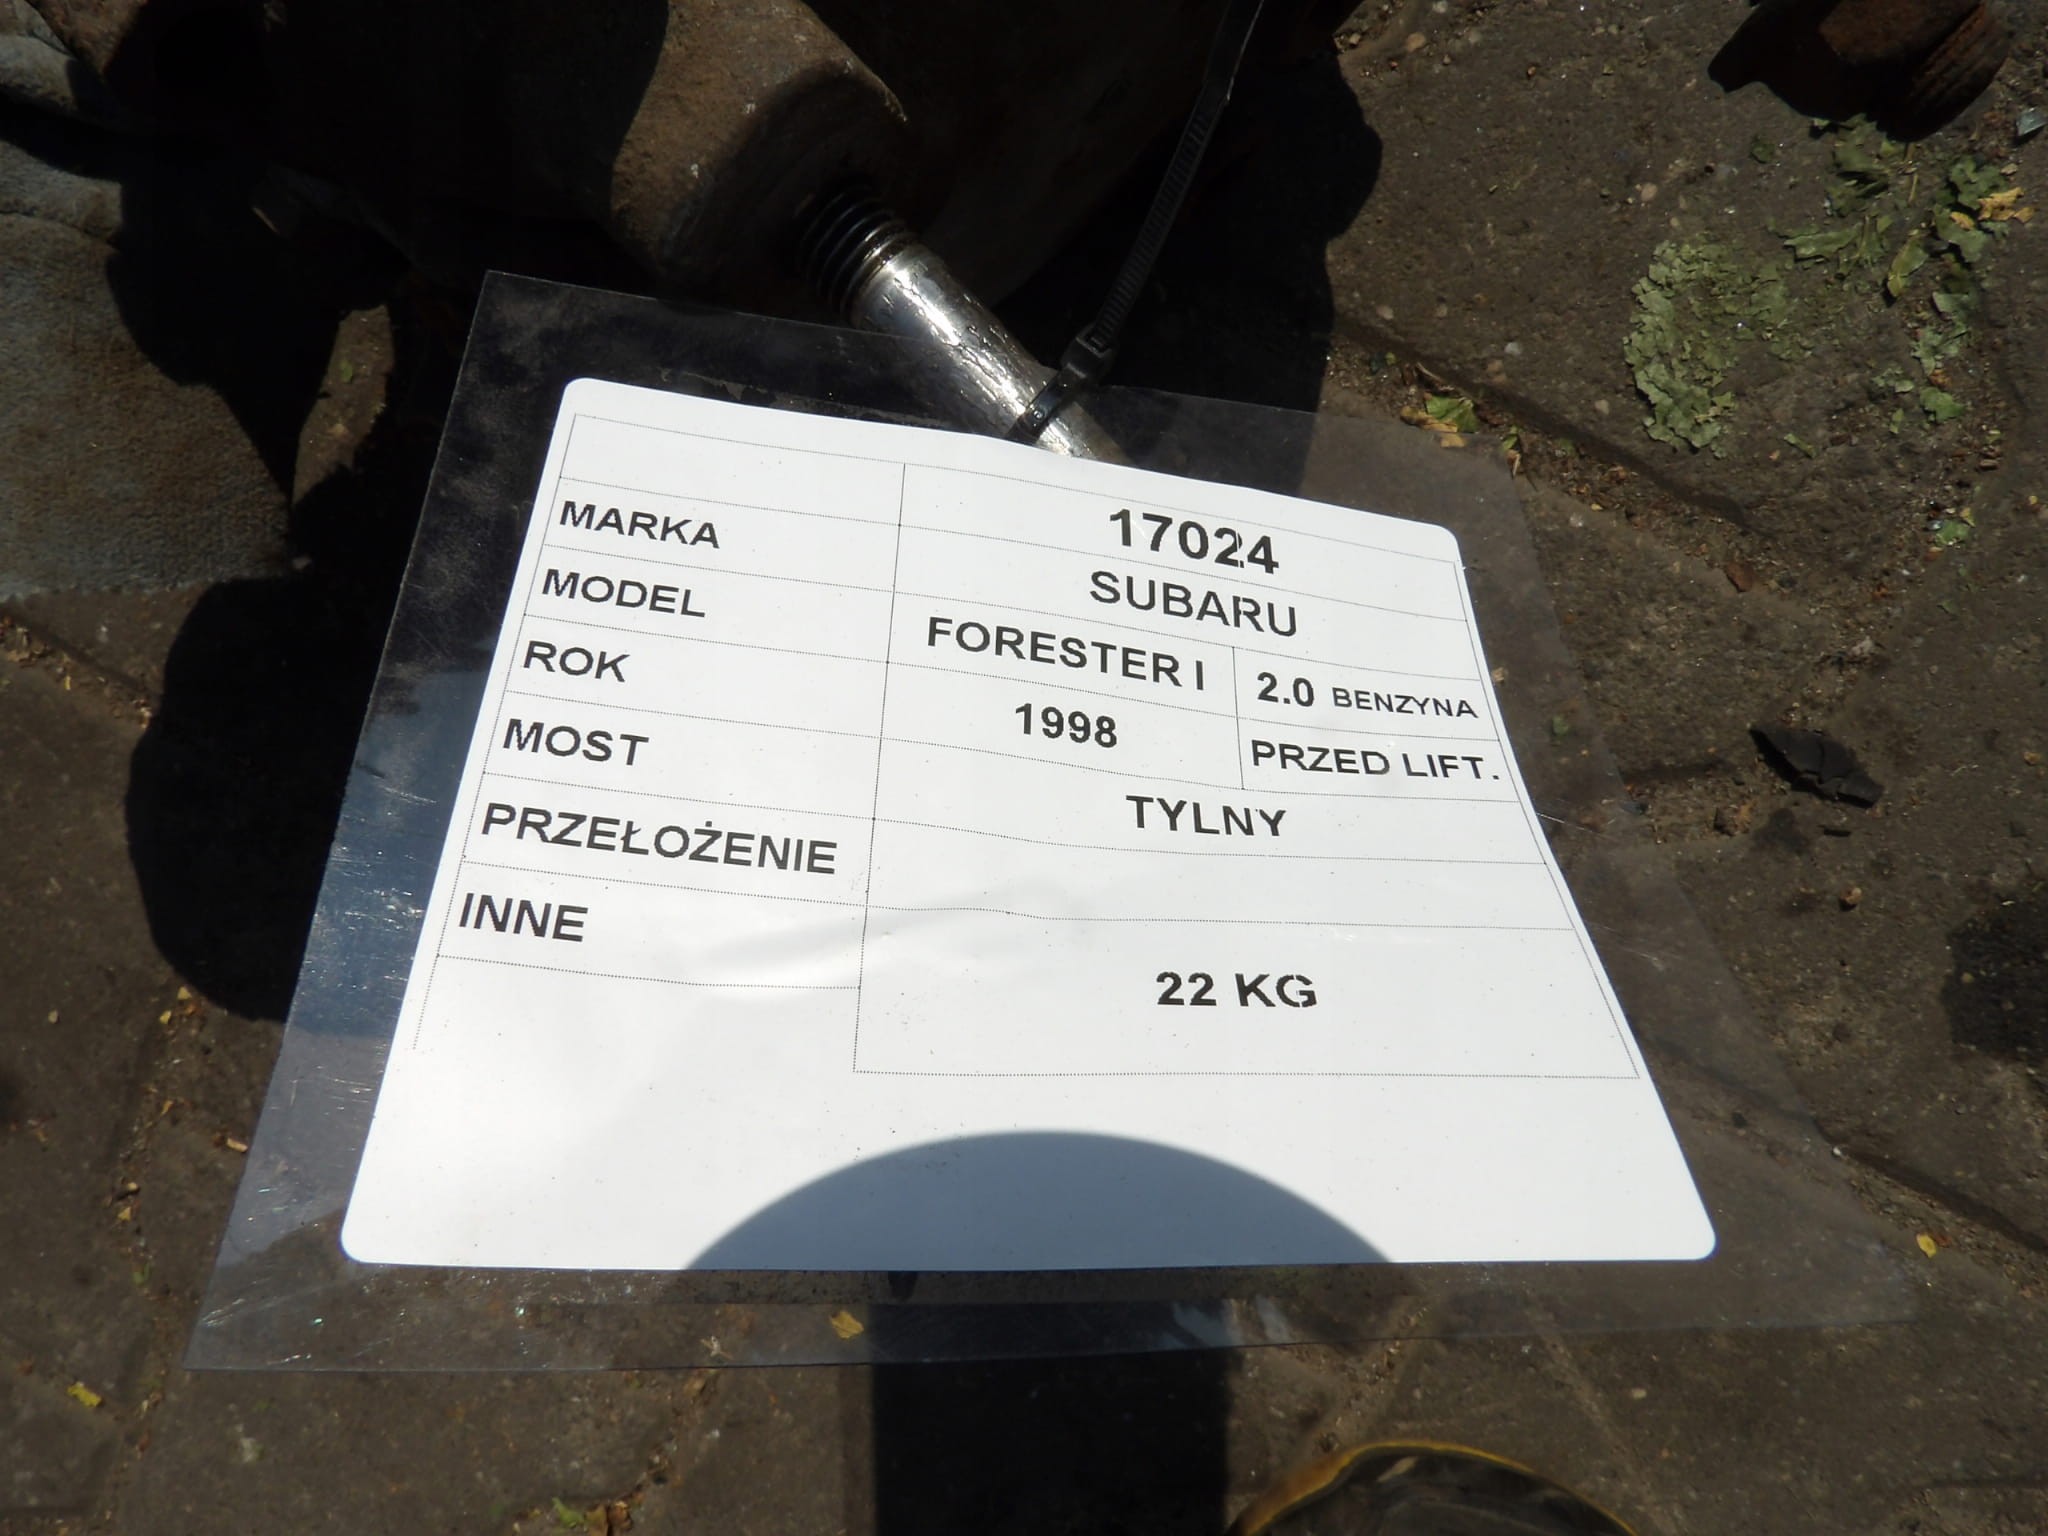 17024
MARKA SUBARU
MODEL FORESTER I 2.0 BENZYNA
ROK 1998 PRZED LIFT.
MOST TYLNY
PRZEŁOŻENIE
INNE 22 KG